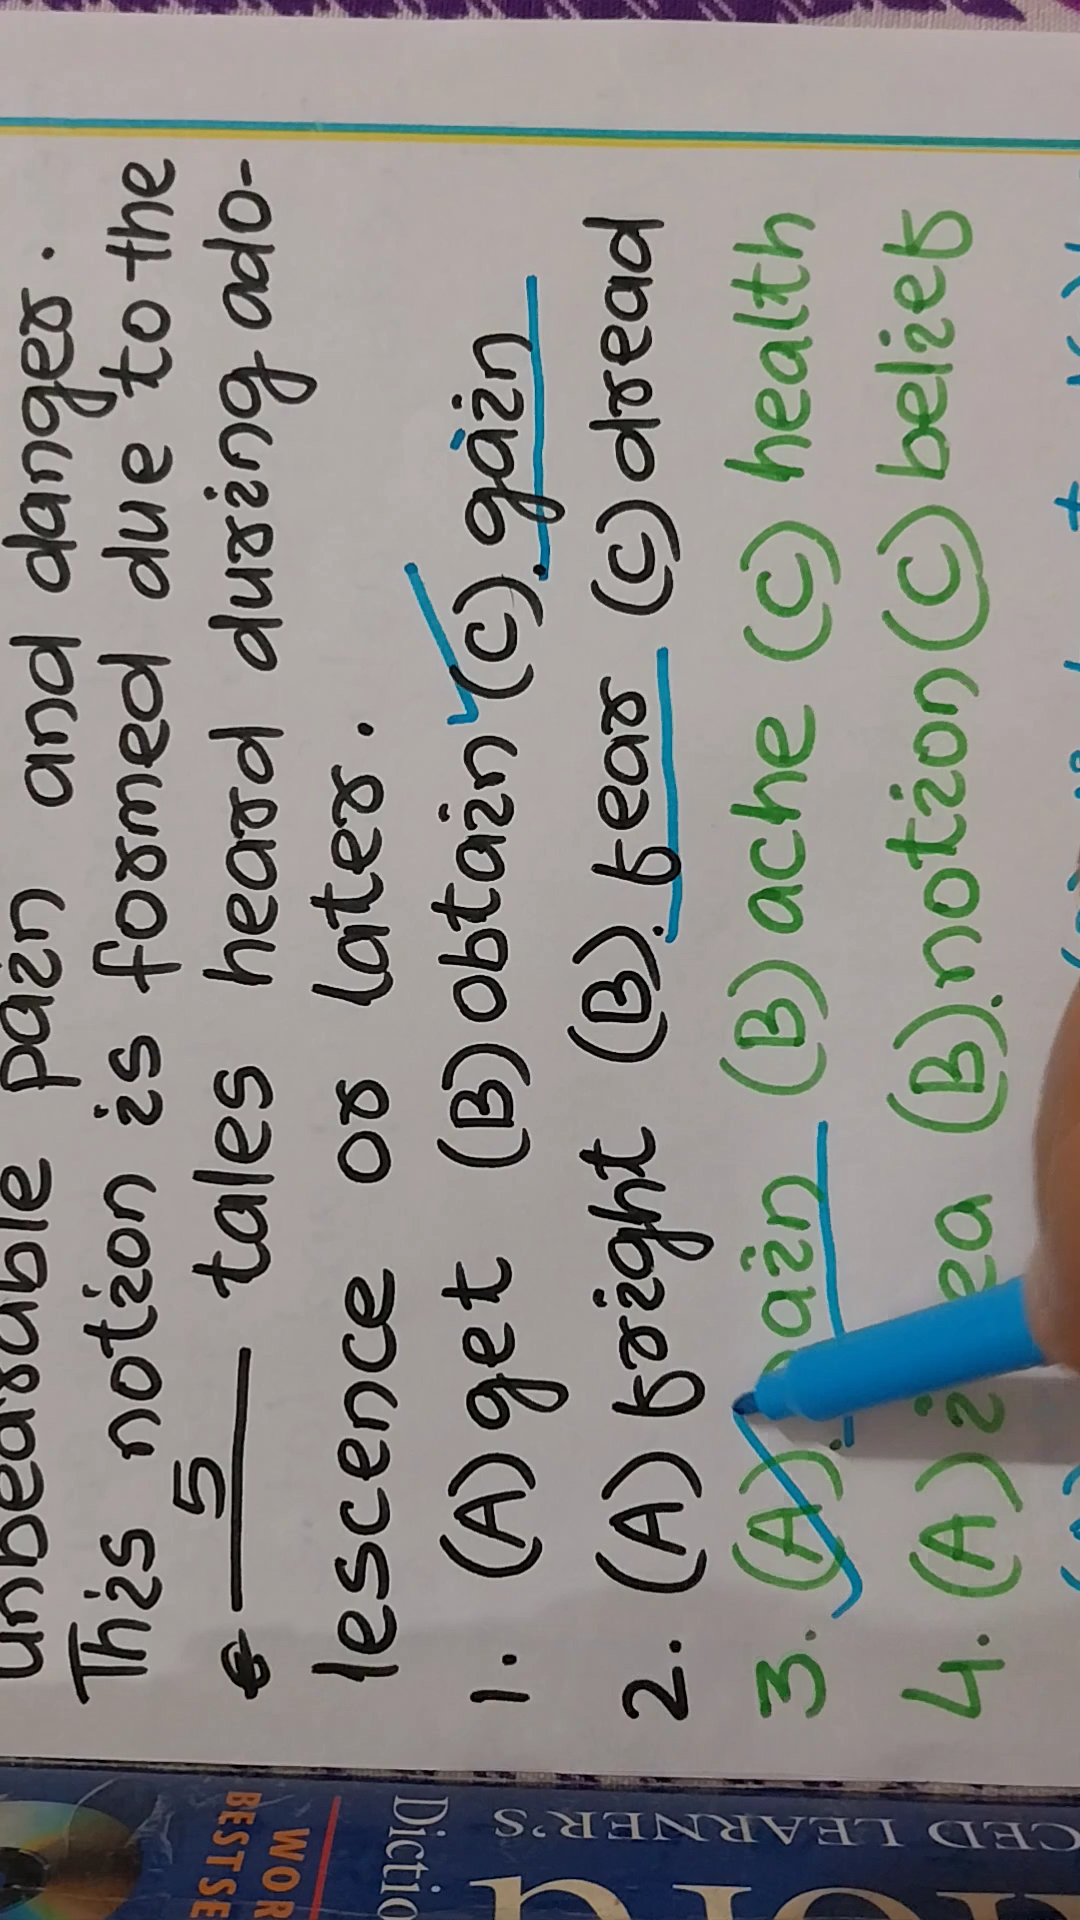 unbearable pain and danger.
This notion is formed due to the
5 tales heard during ado-
lescence or later.
1. (A) get (B) obtain (C) gain
2. (A) fright (B) fear (C) dread
3. (A) pain (B) ache (C) health
4. (A) (B) notion (C) belief
WOR
BESTSE
Dictio
CED LEARNER'S